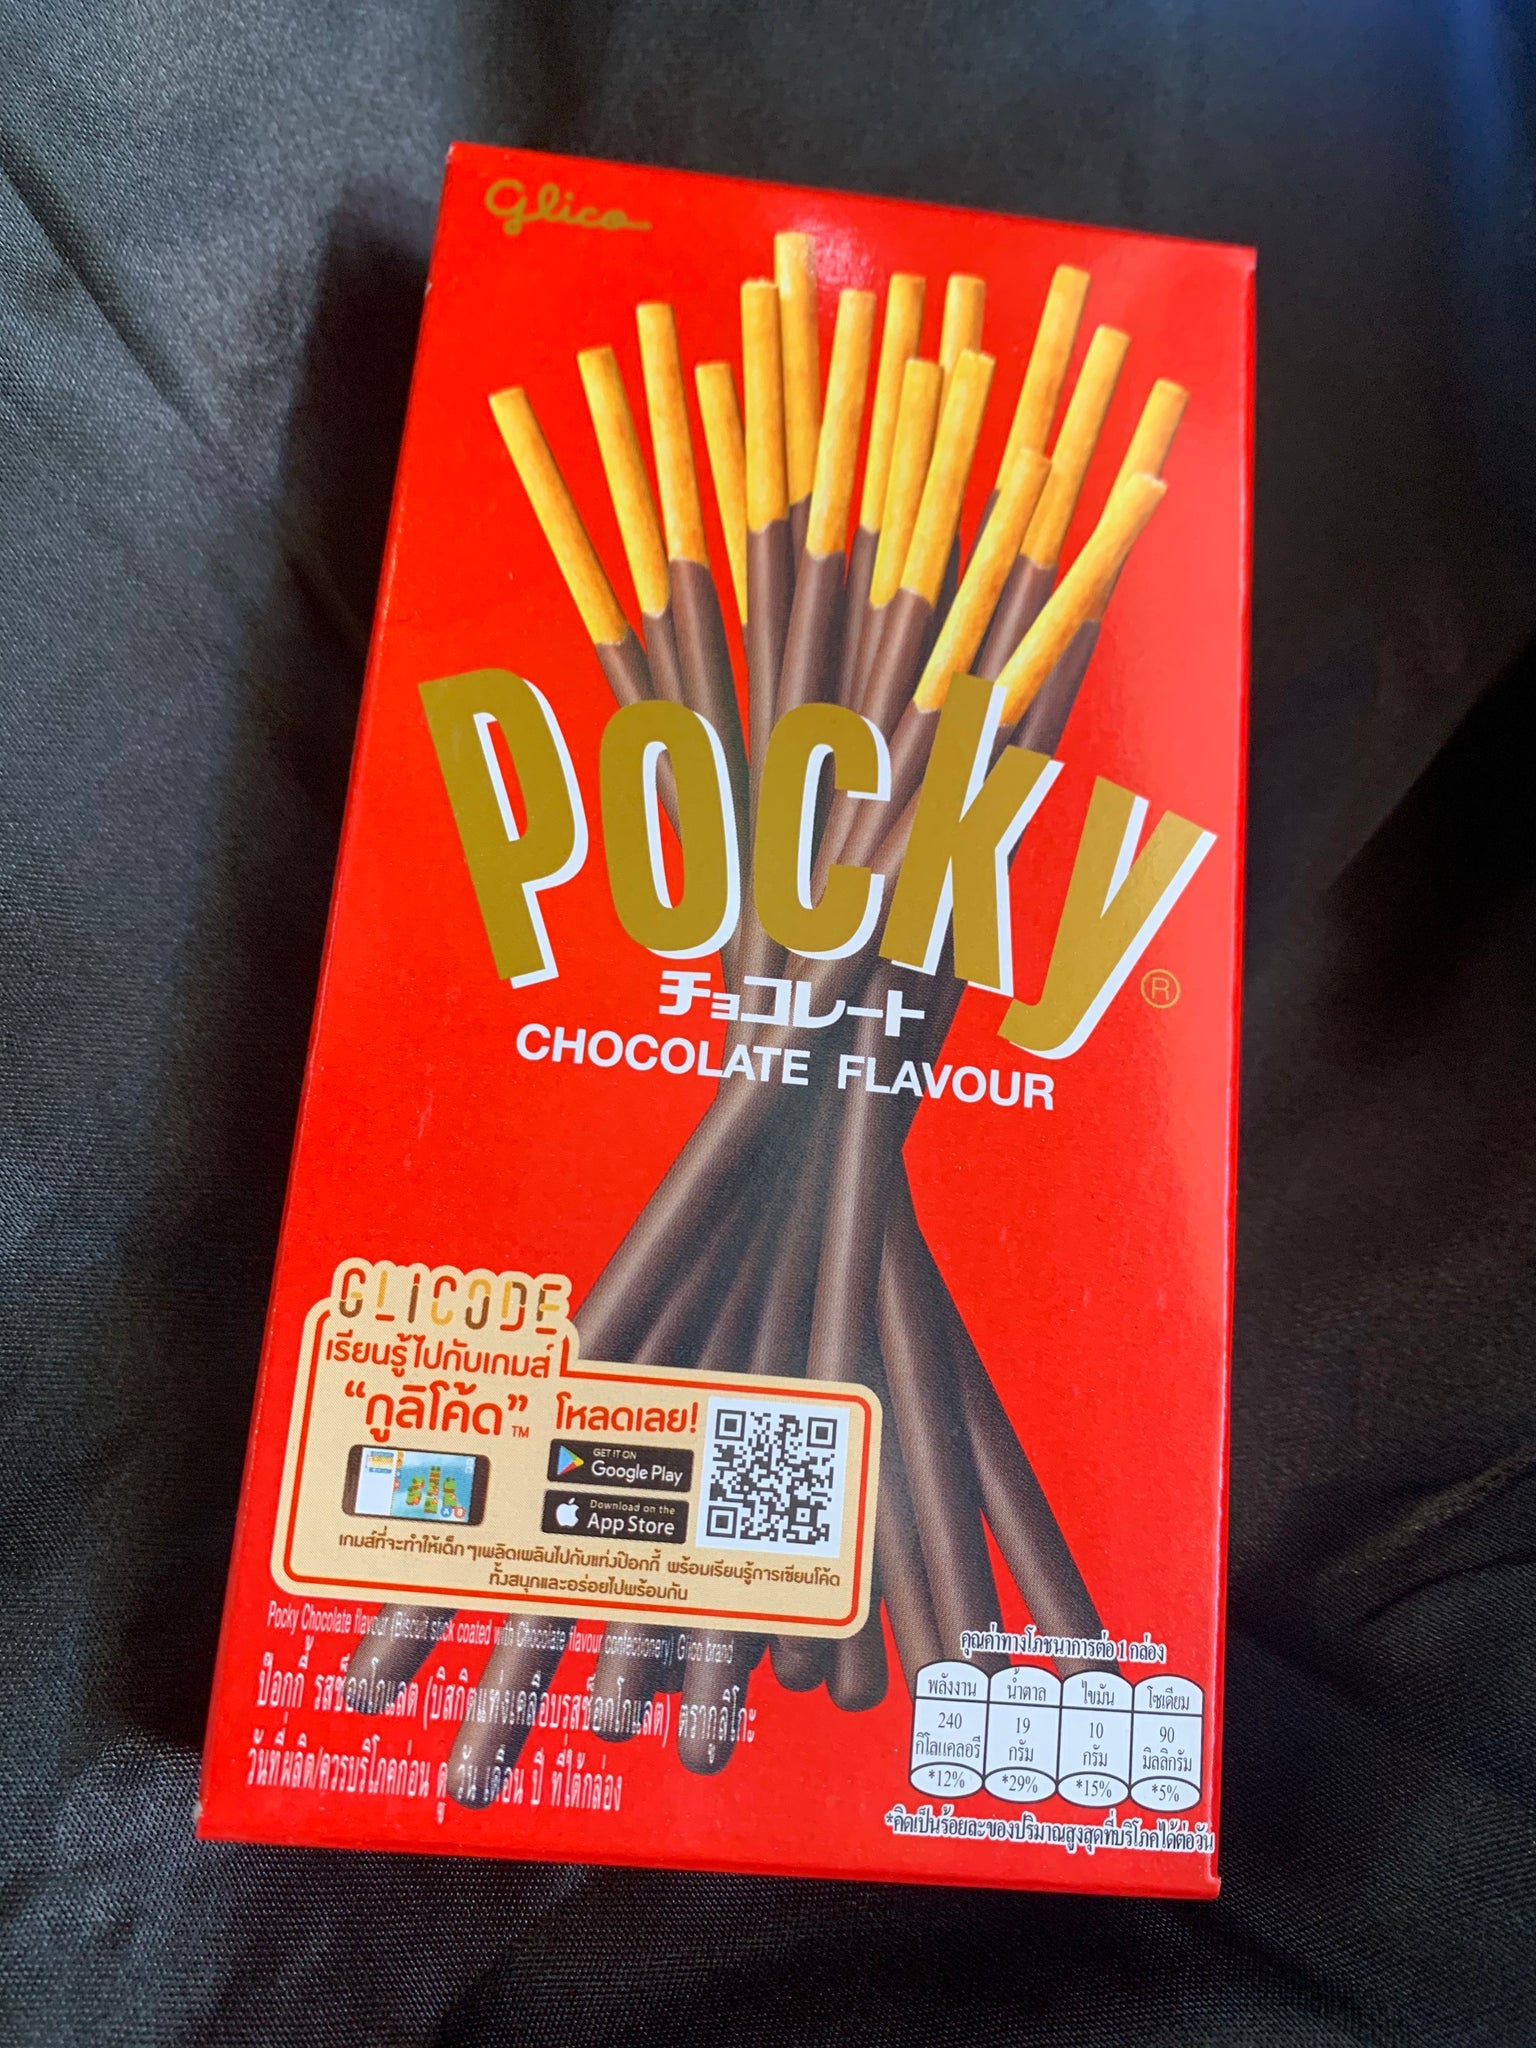 Glico
Pocky®
チョコレート
CHOCOLATE FLAVOUR
GLICODE
เรียนรู้ไปกับเกมส์
“กูลิโค้ด”™
โหลดเลย!
GET IT ON
Google Play
Download on the
App Store
เกมส์ที่จะทำให้เด็กๆเพลิดเพลินไปกับแท่งป๊อกกี้ พร้อมเรียนรู้การเขียนโค้ด
ทั้งสนุกและอร่อยไปพร้อมกัน
Pocky Chocolate flavour (Biscuit stick coated with Chocolate flavour confectionery) Glico brand
ป๊อกกี้ รสช็อกโกแลต (บิสกิตแท่งเคลือบรสช็อกโกแลต) ตรากูลิโกะ
วันที่ผลิต/ควรบริโภคก่อน ดู วัน เดือน ปี ที่ใต้กล่อง
คุณค่าทางโภชนาการต่อ 1 กล่อง
พลังงาน น้ำตาล ไขมัน โซเดียม
240 19 10 90
กิโลแคลอรี กรัม กรัม มิลลิกรัม
*12% *29% *15% *5%
*คิดเป็นร้อยละของปริมาณสูงสุดที่บริโภคได้ต่อวัน